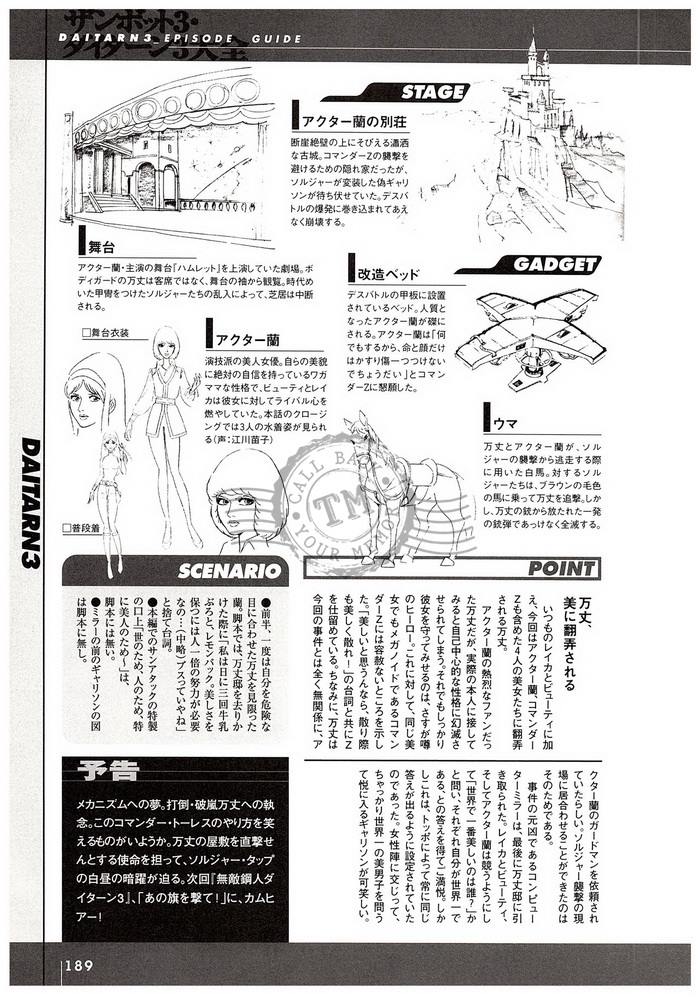 ザンボット3・
ダイターン3大全
DAITARN3 EPISODE GUIDE
STAGE
アクター蘭の別荘
断崖絶壁の上にそびえる瀟洒
な古城。コマンダーZの襲撃を
避けるための隠れ家だったが、
ソルジャーが変装した偽ギャリ
ソンが待ち伏せていた。デスバ
トルの爆発に巻き込まれてあえ
なく崩壊する。
舞台
アクター蘭・主演の舞台『ハムレット』を上演していた劇場。ボ
ディガードの万丈は客席ではなく、舞台の袖から観覧。時代め
いた甲冑をつけたソルジャーたちの乱入によって、芝居は中断
される。
GADGET
改造ベッド
デスバトルの甲板に設置
されているベッド。人質と
なったアクター蘭が磔に
される。アクター蘭は「何
でもするから、命と顔だけ
はかすり傷一つつけない
でちょうだい」とコマン
ダーZに懇願した。
□舞台衣装
アクター蘭
演技派の美人女優。自らの美貌
に絶対の自信を持っているワガ
ママな性格で、ビューティとレイ
カは彼女に対してライバル心を
燃やしていた。本話のクロージ
ングでは3人の水着姿が見られ
る（声：江川苗子）
□普段着
ウマ
万丈とアクター蘭が、ソル
ジャーの襲撃から逃走する際
に用いた白馬。対するソル
ジャーたちは、ブラウンの毛色
の馬に乗って万丈を追撃。しか
し、万丈の銃から放たれた一発
の銃弾であっけなく全滅する。
CALL BACK
TM
YOUR MEMO
DAITARN3
SCENARIO
●前半、一度は自分を危険な
目に合わせた万丈を見限った
蘭。脚本では、万丈邸を去りか
けた際に「私は日に三回牛乳
ぶろと、レモンパック。美しさを
保つには人一倍の努力が必要
なの…（中略）ブスっていやね」
と捨て台詞。
●本編でのサンアタックの特製
の口上「世のため、人のため、特
に美人のため〜」は、
脚本には無い。
●ミラーの前のギャリソンの図
は脚本に無し。
POINT
万丈、
美に翻弄される
いつものレイカとビューティに加
え、今回はアクター蘭、コマンダー
Zも含めた4人の美女たちに翻弄
される万丈。
アクター蘭の熱烈なファンだっ
た万丈だが、実際の本人に接して
みると自己中心的な性格に幻滅さ
せられてしまう。それでもしっかり
彼女を守ってみせるのは、さすが噂
のヒーロー。これに対して、同じ美
女でもメガノイドであるコマン
ダーZには容赦ないところを示し
た。「美しいと思う人なら、散り際
も美しく散れ！」の台詞と共にZ
を仕留めている。ちなみに、万丈は
今回の事件とは全く無関係に、ア
クター蘭のガードマンを依頼され
ていたらしい。ソルジャー襲撃の現
場に居合わせることができたのは
そのためである。
事件の元凶であるコンピュー
ターミラーは、最後に万丈邸に引
き取られた。レイカとビューティ、
そしてアクター蘭は競うようにし
て「世界で一番美しいのは誰？」か
と問い、それぞれ自分が世界一で
ある、との答えを得てご満悦。しか
しこれは、トッポによって常に同じ
答えが出るように設定されていた
のであった。女性陣に交じって、
ちゃっかり世界一の美男子を問う
て悦に入るギャリソンが可笑しい。
予告
メカニズムへの夢。打倒・破嵐万丈への執
念。このコマンダー・トーレスのやり方を笑
えるものがいようか。万丈の屋敷を直撃せ
んとする使命を担って、ソルジャー・タップ
の白昼の暗躍が迫る。次回『無敵鋼人ダ
イターン3』、「あの旗を撃て！」に、カムヒ
アー！
189